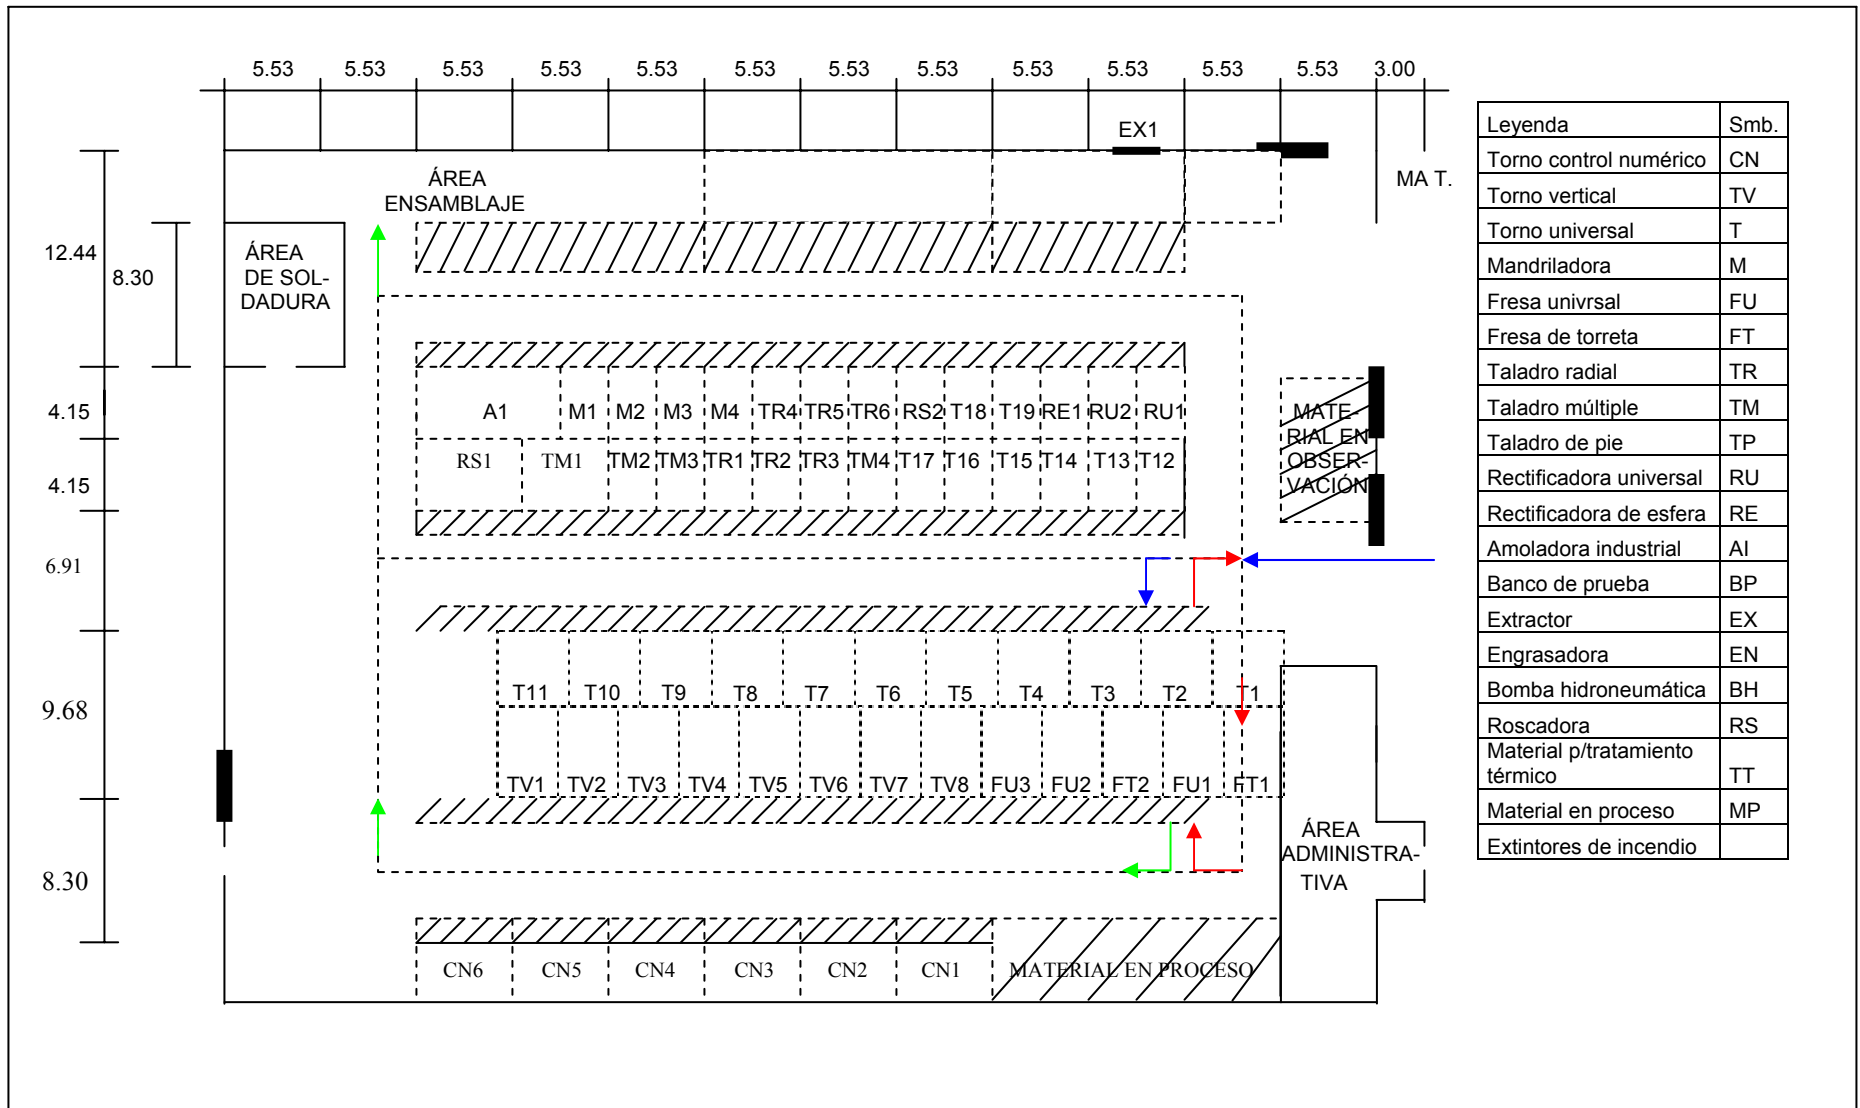 5.53 5.53 5.53 5.53 5.53 5.53 5.53 5.53 5.53 5.53 5.53 5.53 3.00
EX1
MA T.
ÁREA
ENSAMBLAJE
12.44
8.30
ÁREA
DE SOL-
DADURA
4.15
A1 M1 M2 M3 M4 TR4 TR5 TR6 RS2 T18 T19 RE1 RU2 RU1
4.15
RS1 TM1 TM2 TM3 TR1 TR2 TR3 TM4 T17 T16 T15 T14 T13 T12
MATE-
RIAL EN
OBSER-
VACIÓN
6.91
9.68
T11 T10 T9 T8 T7 T6 T5 T4 T3 T2 T1
TV1 TV2 TV3 TV4 TV5 TV6 TV7 TV8 FU3 FU2 FT2 FU1 FT1
8.30
ÁREA
ADMINISTRA-
TIVA
CN6 CN5 CN4 CN3 CN2 CN1 MATERIAL EN PROCESO
Leyenda Smb.
Torno control numérico CN
Torno vertical TV
Torno universal T
Mandriladora M
Fresa univrsal FU
Fresa de torreta FT
Taladro radial TR
Taladro múltiple TM
Taladro de pie TP
Rectificadora universal RU
Rectificadora de esfera RE
Amoladora industrial AI
Banco de prueba BP
Extractor EX
Engrasadora EN
Bomba hidroneumática BH
Roscadora RS
Material p/tratamiento
térmico TT
Material en proceso MP
Extintores de incendio